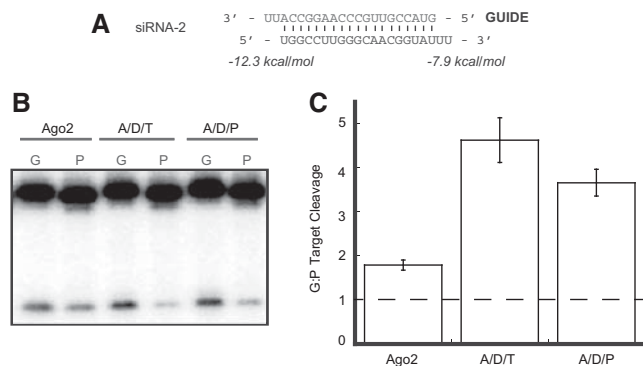 A
siRNA-2
3' - UUACCGGAACCCGUUGCCAUG - 5' GUIDE
5' - UGGCCUUGGGCAACGGUAUUU - 3'
-12.3 kcal/mol -7.9 kcal/mol
B
Ago2 A/D/T A/D/P
G P G P G P
C
G:P Target Cleavage
5
4
3
2
1
0
Ago2 A/D/T A/D/P